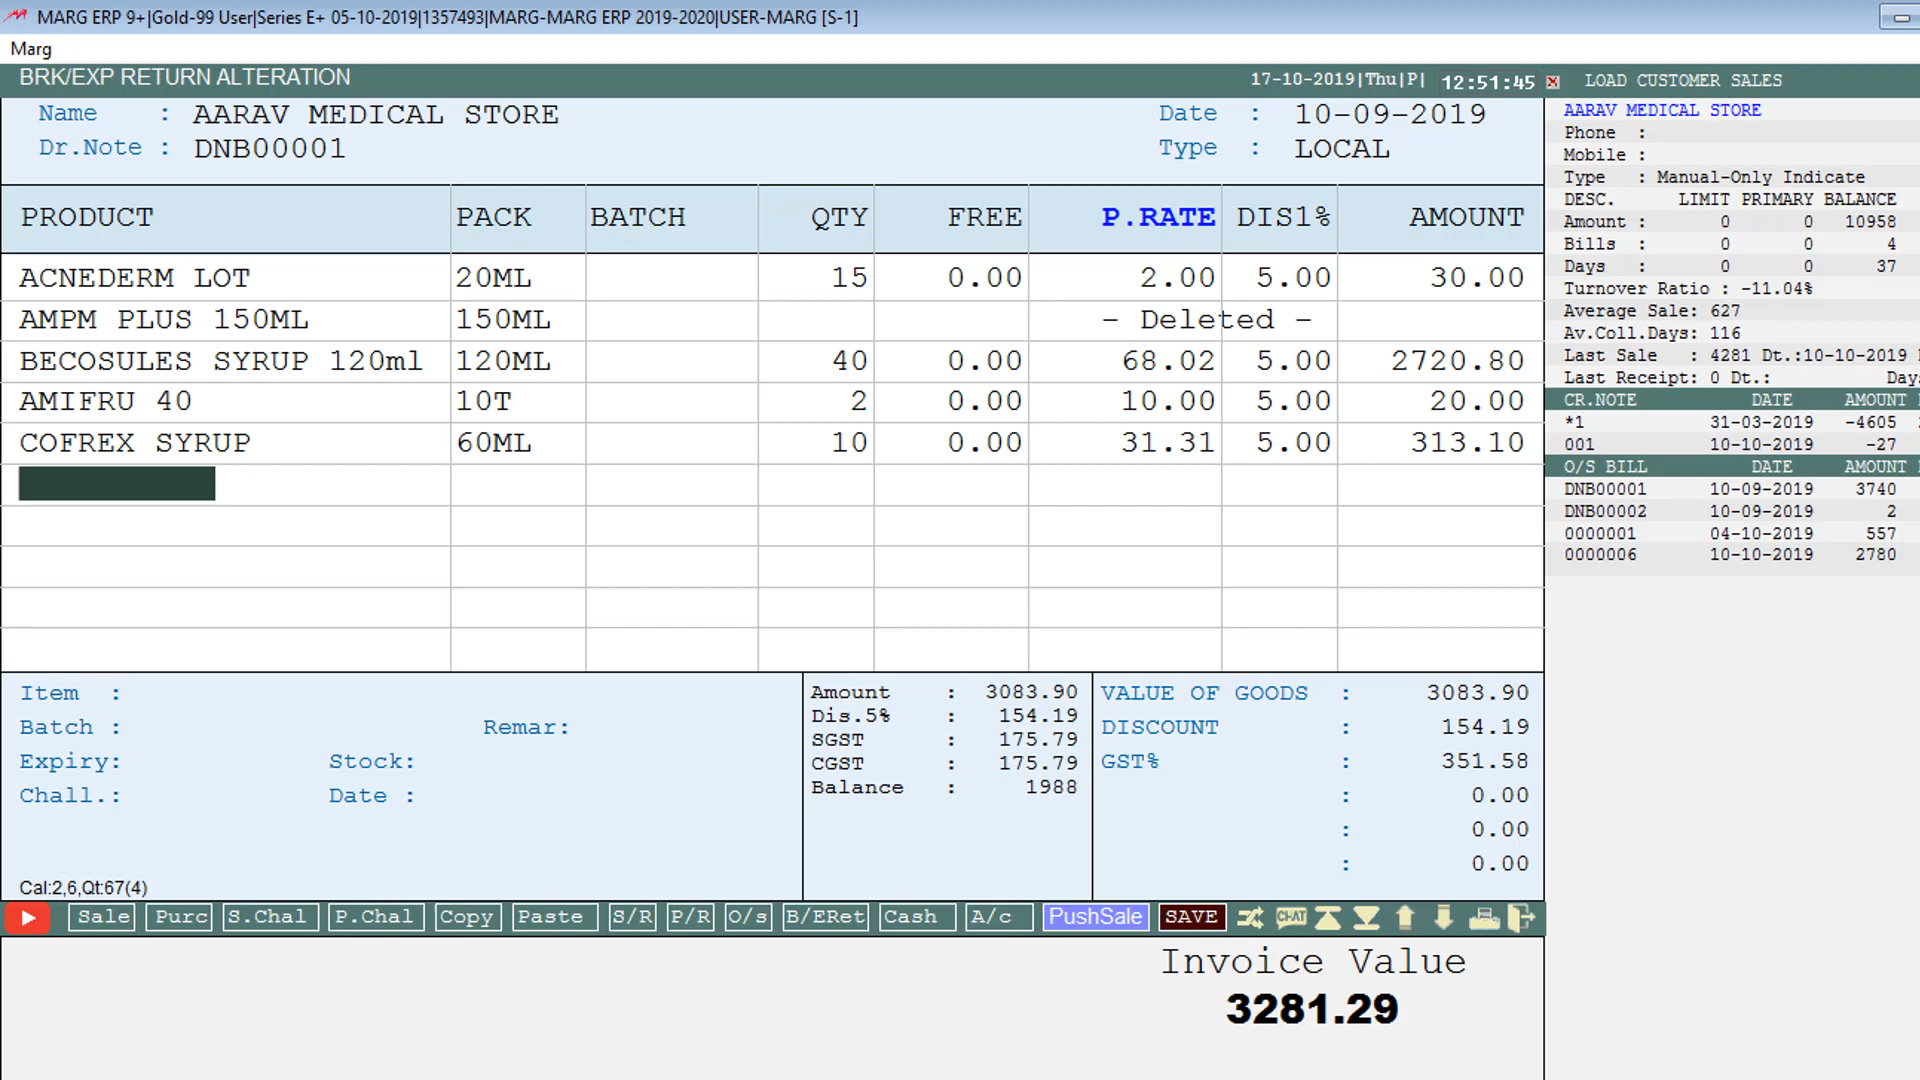 MARG ERP 9+|Gold-99 User|Series E+ 05-10-2019|1357493|MARG-MARG ERP 2019-2020|USER-MARG [S-1]
Marg
BRK/EXP RETURN ALTERATION 17-10-2019|Thu|P| 12:51:45
Name : AARAV MEDICAL STORE Date : 10-09-2019
Dr.Note : DNB00001 Type : LOCAL
PRODUCT PACK BATCH QTY FREE P.RATE DIS1% AMOUNT
ACNEDERM LOT 20ML 15 0.00 2.00 5.00 30.00
AMPM PLUS 150ML 150ML - Deleted -
BECOSULES SYRUP 120ml 120ML 40 0.00 68.02 5.00 2720.80
AMIFRU 40 10T 2 0.00 10.00 5.00 20.00
COFREX SYRUP 60ML 10 0.00 31.31 5.00 313.10
Item :
Batch : Remar:
Expiry: Stock:
Chall.: Date :
Cal:2,6,Qt:67(4)
Amount : 3083.90
Dis.5% : 154.19
SGST : 175.79
CGST : 175.79
Balance : 1988
VALUE OF GOODS : 3083.90
DISCOUNT : 154.19
GST% : 351.58
: 0.00
: 0.00
: 0.00
Sale Purc S.Chal P.Chal Copy Paste S/R P/R O/s B/ERet Cash A/c PushSale SAVE CHAT
Invoice Value
3281.29
LOAD CUSTOMER SALES
AARAV MEDICAL STORE
Phone :
Mobile :
Type : Manual-Only Indicate
DESC. LIMIT PRIMARY BALANCE
Amount : 0 0 10958
Bills : 0 0 4
Days : 0 0 37
Turnover Ratio : -11.04%
Average Sale: 627
Av.Coll.Days: 116
Last Sale : 4281 Dt.:10-10-2019
Last Receipt: 0 Dt.: Day
CR.NOTE DATE AMOUNT
*1 31-03-2019 -4605
001 10-10-2019 -27
O/S BILL DATE AMOUNT
DNB00001 10-09-2019 3740
DNB00002 10-09-2019 2
0000001 04-10-2019 557
0000006 10-10-2019 2780